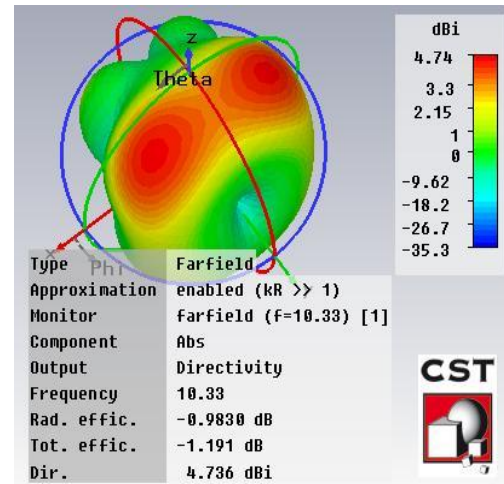 dBi
4.74
3.3
2.15
1
0
-9.62
-18.2
-26.7
-35.3
z
Theta
x
Phi
y
Type Farfield
Approximation enabled (kR >> 1)
Monitor farfield (f=10.33) [1]
Component Abs
Output Directivity
Frequency 10.33
Rad. effic. -0.9830 dB
Tot. effic. -1.191 dB
Dir. 4.736 dBi
CST